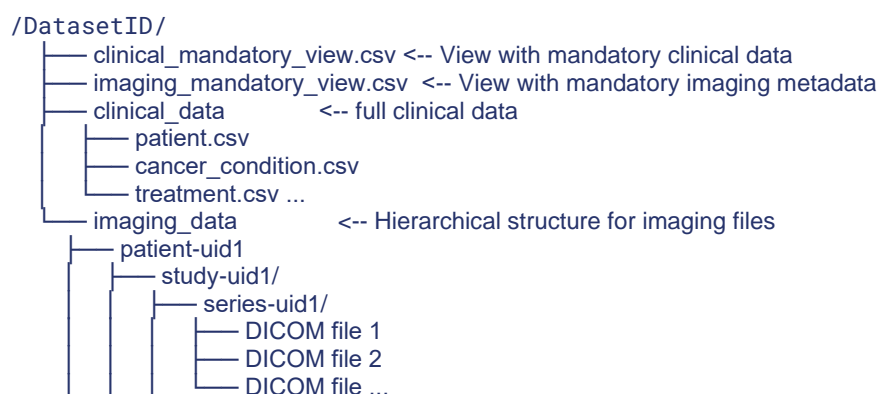 /DatasetID/
├── clinical_mandatory_view.csv <-- View with mandatory clinical data
├── imaging_mandatory_view.csv <-- View with mandatory imaging metadata
├── clinical_data <-- full clinical data
│ ├── patient.csv
│ ├── cancer_condition.csv
│ └── treatment.csv ...
└── imaging_data <-- Hierarchical structure for imaging files
├── patient-uid1
│ ├── study-uid1/
│ │ ├── series-uid1/
│ │ │ ├── DICOM file 1
│ │ │ ├── DICOM file 2
│ │ │ └── DICOM file ...